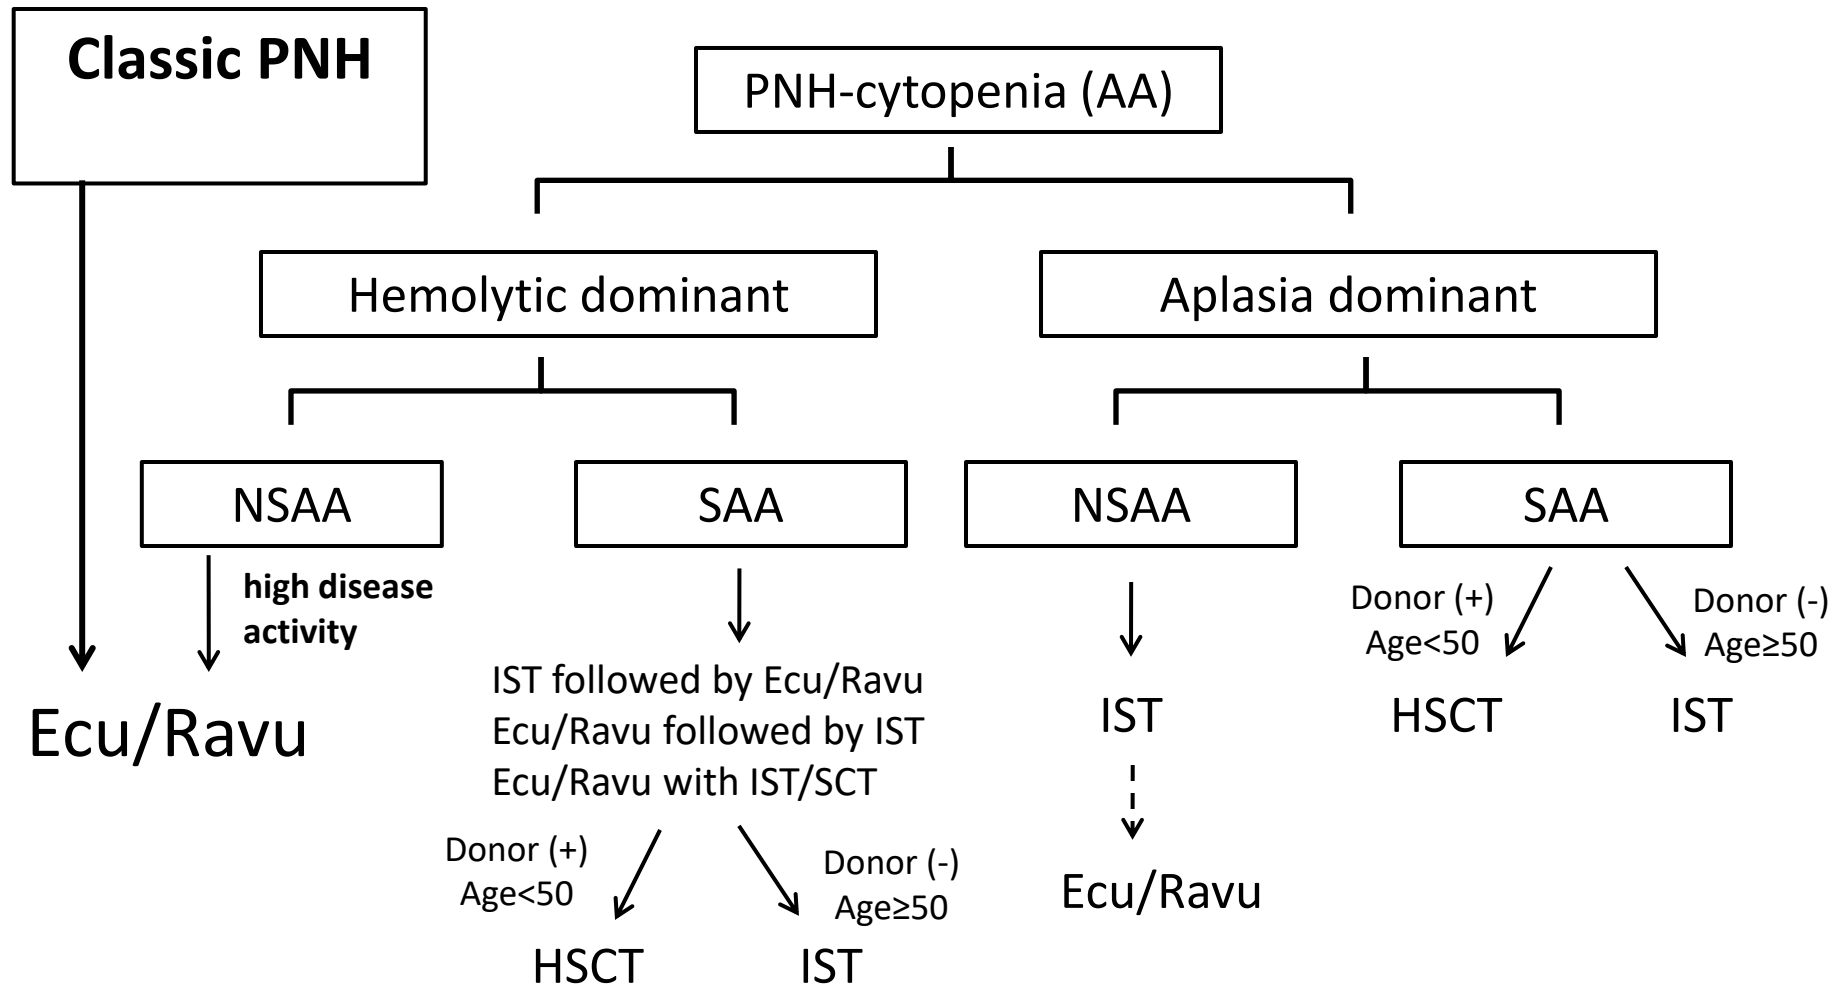 Classic PNH
PNH-cytopenia (AA)
Hemolytic dominant
Aplasia dominant
NSAA
SAA
NSAA
SAA
high disease
activity
Donor (+)
Age<50
Donor (-)
Age≥50
Ecu/Ravu
IST followed by Ecu/Ravu
Ecu/Ravu followed by IST
Ecu/Ravu with IST/SCT
IST
HSCT
IST
Donor (+)
Age<50
Donor (-)
Age≥50
Ecu/Ravu
HSCT
IST